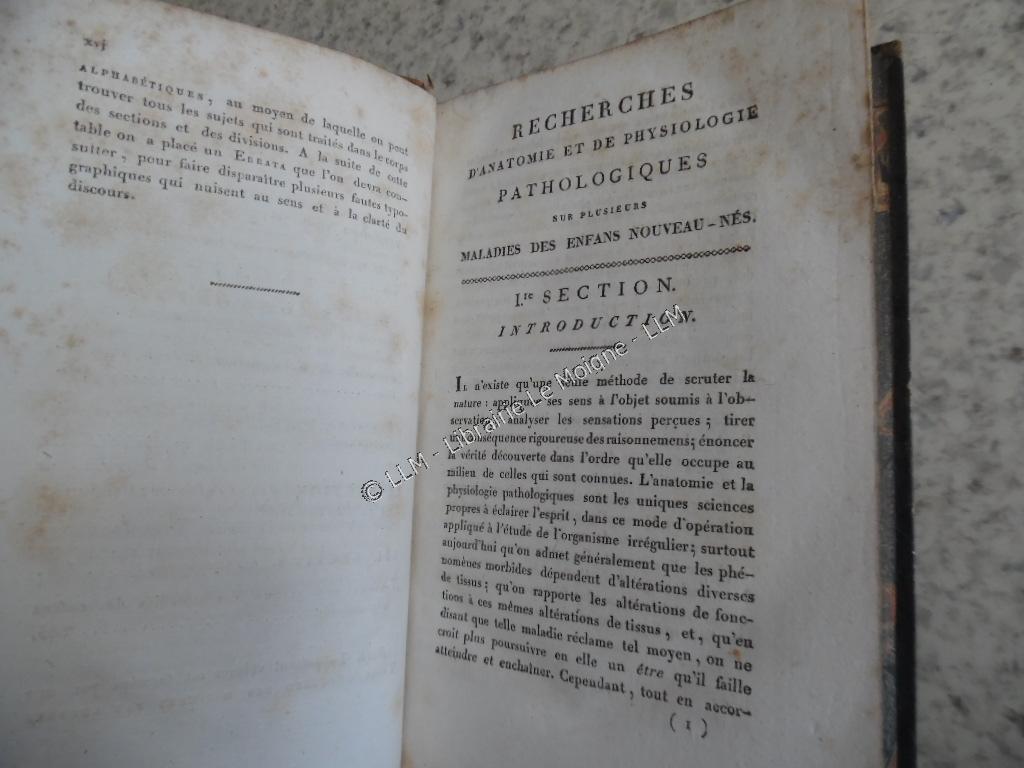 xvj
ALPHABÉTIQUES, au moyen de laquelle on peut
trouver tous les sujets qui sont traités dans le corps
des sections et des divisions. A la suite de cette
table on a placé un ERRATA que l'on devra con-
sulter, pour faire disparaître plusieurs fautes typo-
graphiques qui nuisent au sens et à la clarté du
discours.
RECHERCHES
D'ANATOMIE ET DE PHYSIOLOGIE
PATHOLOGIQUES
SUR PLUSIEURS
MALADIES DES ENFANS NOUVEAU-NÉS.
I.re SECTION.
INTRODUCTION.
IL n'existe qu'une seule méthode de scruter la
nature : appliquer ses sens à l'objet soumis à l'ob-
servation; analyser les sensations perçues; tirer
une conséquence rigoureuse des raisonnemens; énoncer
la vérité découverte dans l'ordre qu'elle occupe au
milieu de celles qui sont connues. L'anatomie et la
physiologie pathologiques sont les uniques sciences
propres à éclairer l'esprit, dans ce mode d'opération
appliqué à l'étude de l'organisme irrégulier; surtout
aujourd'hui qu'on admet généralement que les phé-
nomènes morbides dépendent d'altérations diverses
de tissus; qu'on rapporte les altérations de fonc-
tions à ces mêmes altérations de tissus, et, qu'en
disant que telle maladie réclame tel moyen, on ne
croit plus poursuivre en elle un être qu'il faille
atteindre et enchaîner. Cependant, tout en accor-
( 1 )
© LLM - Librairie Le Moigne - LLM